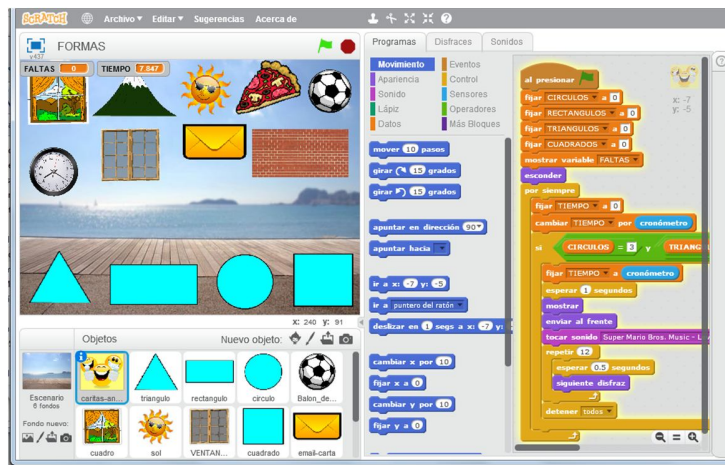 SCRATCH Archivo Editar Sugerencias Acerca de
FORMAS
v437
FALTAS 0 TIEMPO 7.847
x: 240 y: 91
Objetos Nuevo objeto:
Escenario
6 fondos
Fondo nuevo:
caritas-an... triangulo rectangulo circulo Balon_de...
cuadro sol VENTAN... cuadrado email-carta
Programas Disfraces Sonidos
Movimiento Eventos
Apariencia Control
Sonido Sensores
Lápiz Operadores
Datos Más Bloques
mover 10 pasos
girar 15 grados
girar 15 grados
apuntar en dirección 90
apuntar hacia
ir a x: -7 y: -5
ir a puntero del ratón
deslizar en 1 segs a x: -7 y:
cambiar x por 10
fijar x a 0
cambiar y por 10
fijar y a 0
al presionar
fijar CIRCULOS a 0
fijar RECTANGULOS a 0
fijar TRIANGULOS a 0
fijar CUADRADOS a 0
mostrar variable FALTAS
esconder
por siempre
fijar TIEMPO a 0
cambiar TIEMPO por cronómetro
si CIRCULOS = 3 y TRIANG
fijar TIEMPO a cronómetro
esperar 1 segundos
mostrar
enviar al frente
tocar sonido Super Mario Bros. Music - L
repetir 12
esperar 0.5 segundos
siguiente disfraz
detener todos
x: -7
y: -5